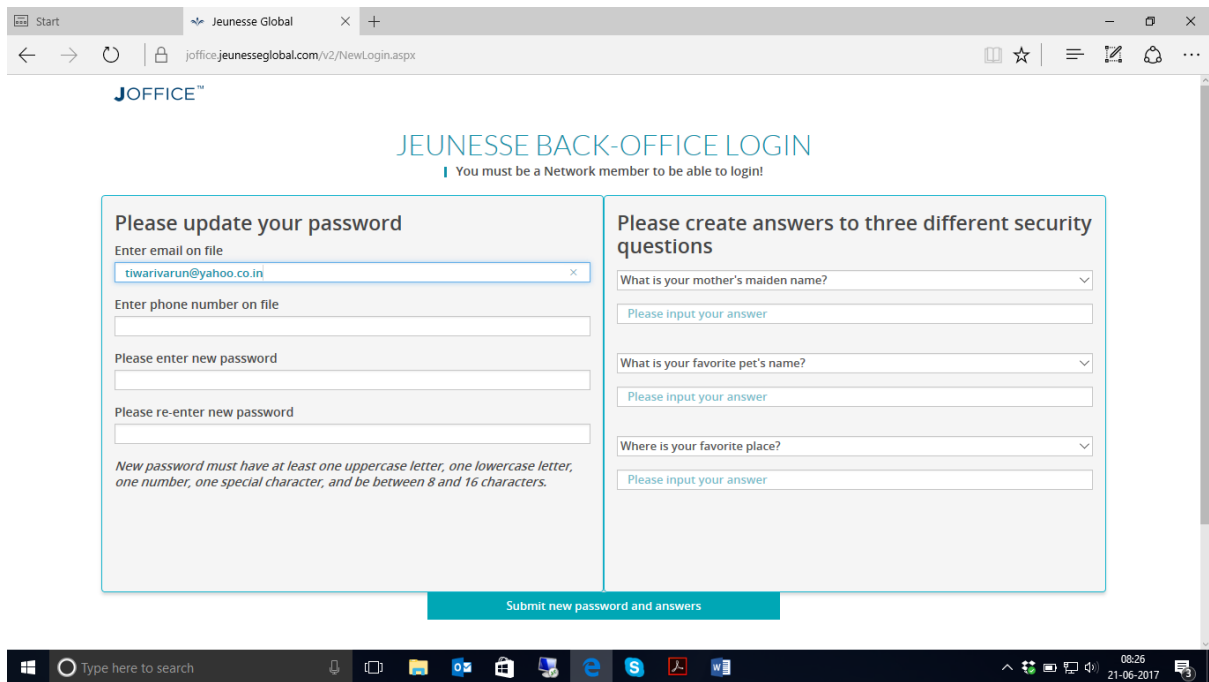 Start
Jeunesse Global
joffice.jeunesseglobal.com/v2/NewLogin.aspx
JOFFICE™
JEUNESSE BACK-OFFICE LOGIN
You must be a Network member to be able to login!
Please update your password
Enter email on file
tiwarivarun@yahoo.co.in
Enter phone number on file
Please enter new password
Please re-enter new password
New password must have at least one uppercase letter, one lowercase letter,
one number, one special character, and be between 8 and 16 characters.
Please create answers to three different security
questions
What is your mother's maiden name?
Please input your answer
What is your favorite pet's name?
Please input your answer
Where is your favorite place?
Please input your answer
Submit new password and answers
Type here to search
08:26
21-06-2017
3